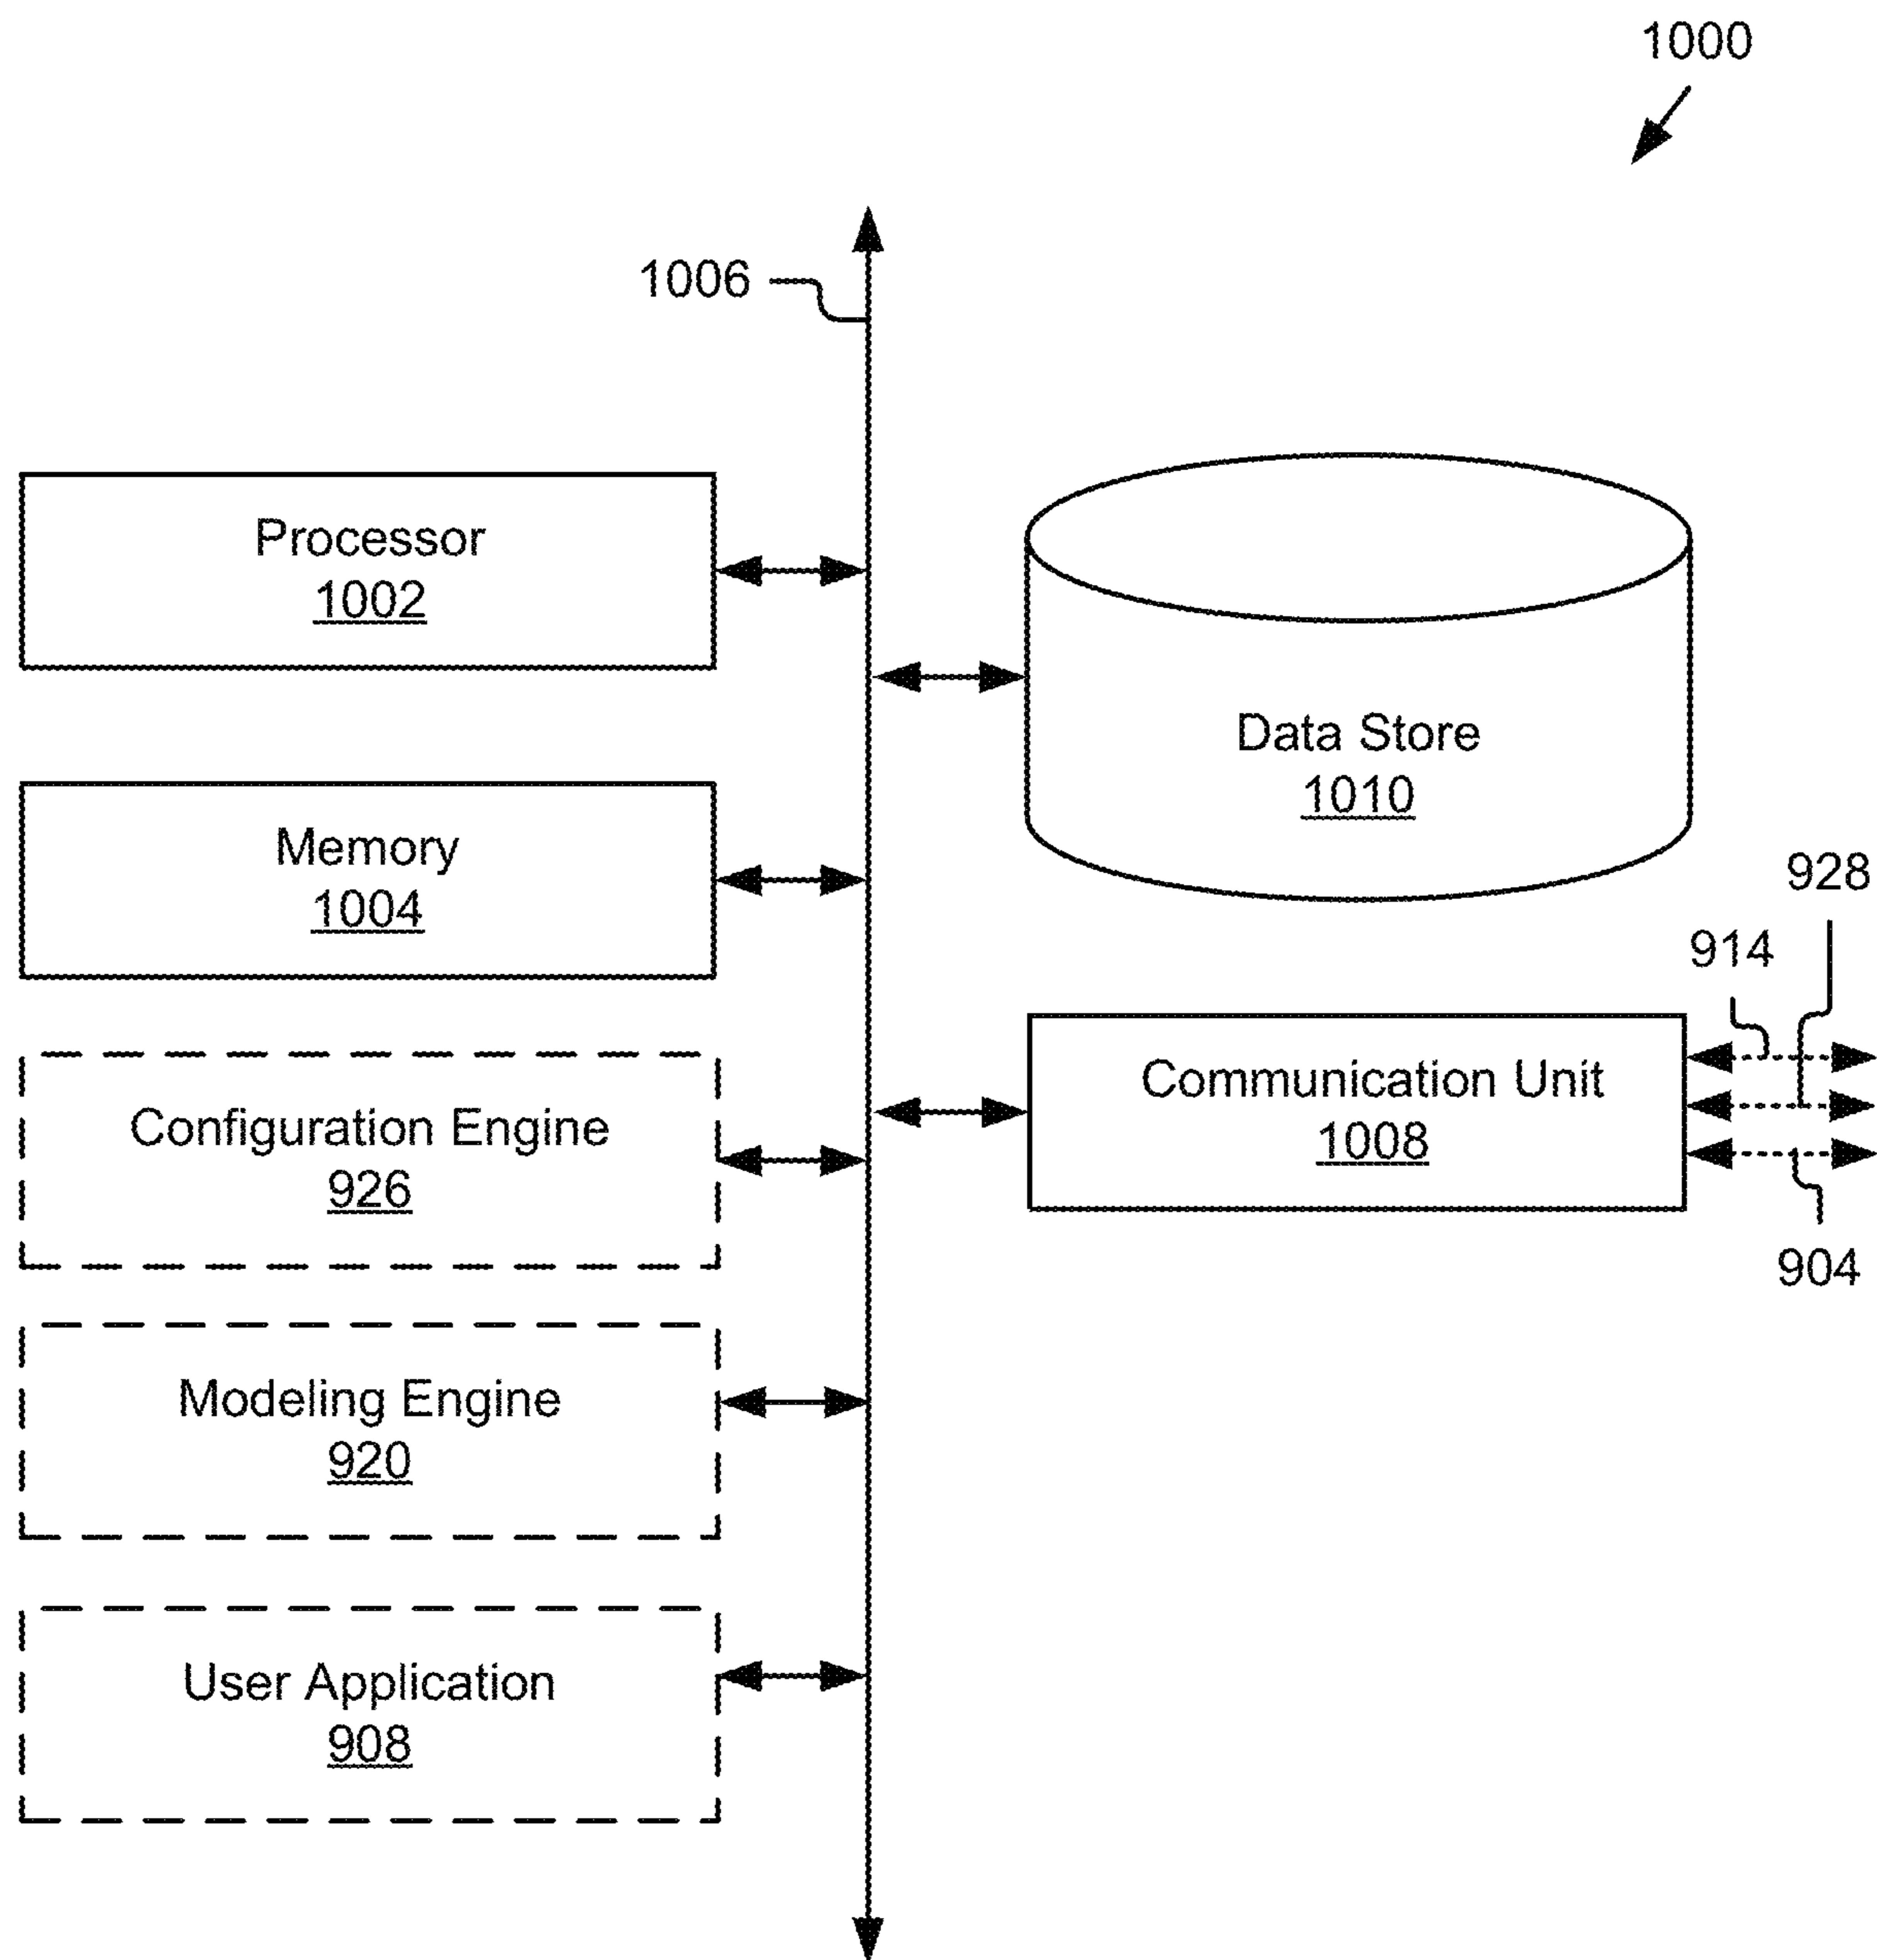 1000
1006
Processor
1002
Data Store
1010
Memory
1004
928
914
Communication Unit
1008
Configuration Engine
926
904
Modeling Engine
920
User Application
908